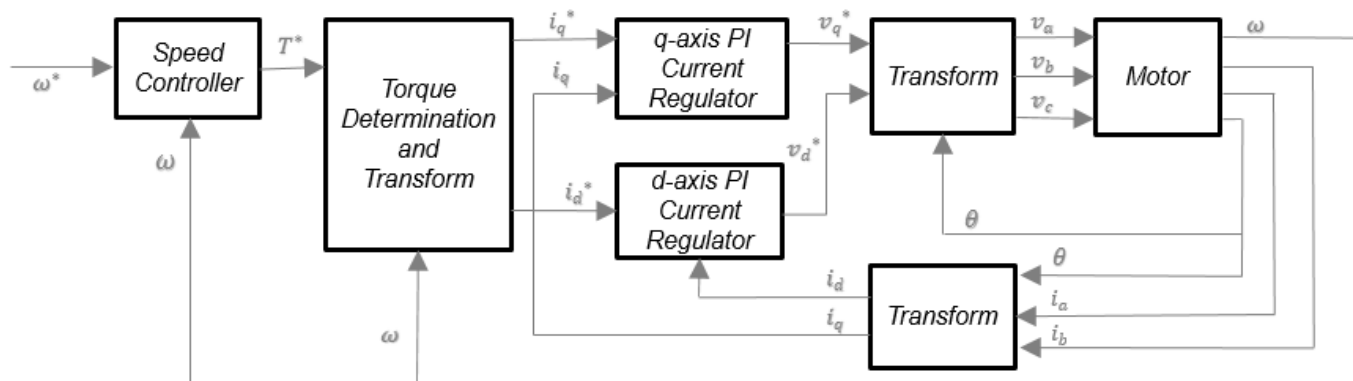 ω*
Speed
Controller
ω
T*
Torque
Determination
and
Transform
ω
i_q*
i_q
i_d*
q-axis PI
Current
Regulator
d-axis PI
Current
Regulator
v_q*
v_d*
Transform
θ
v_a
v_b
v_c
Motor
ω
i_d
i_q
Transform
θ
i_a
i_b